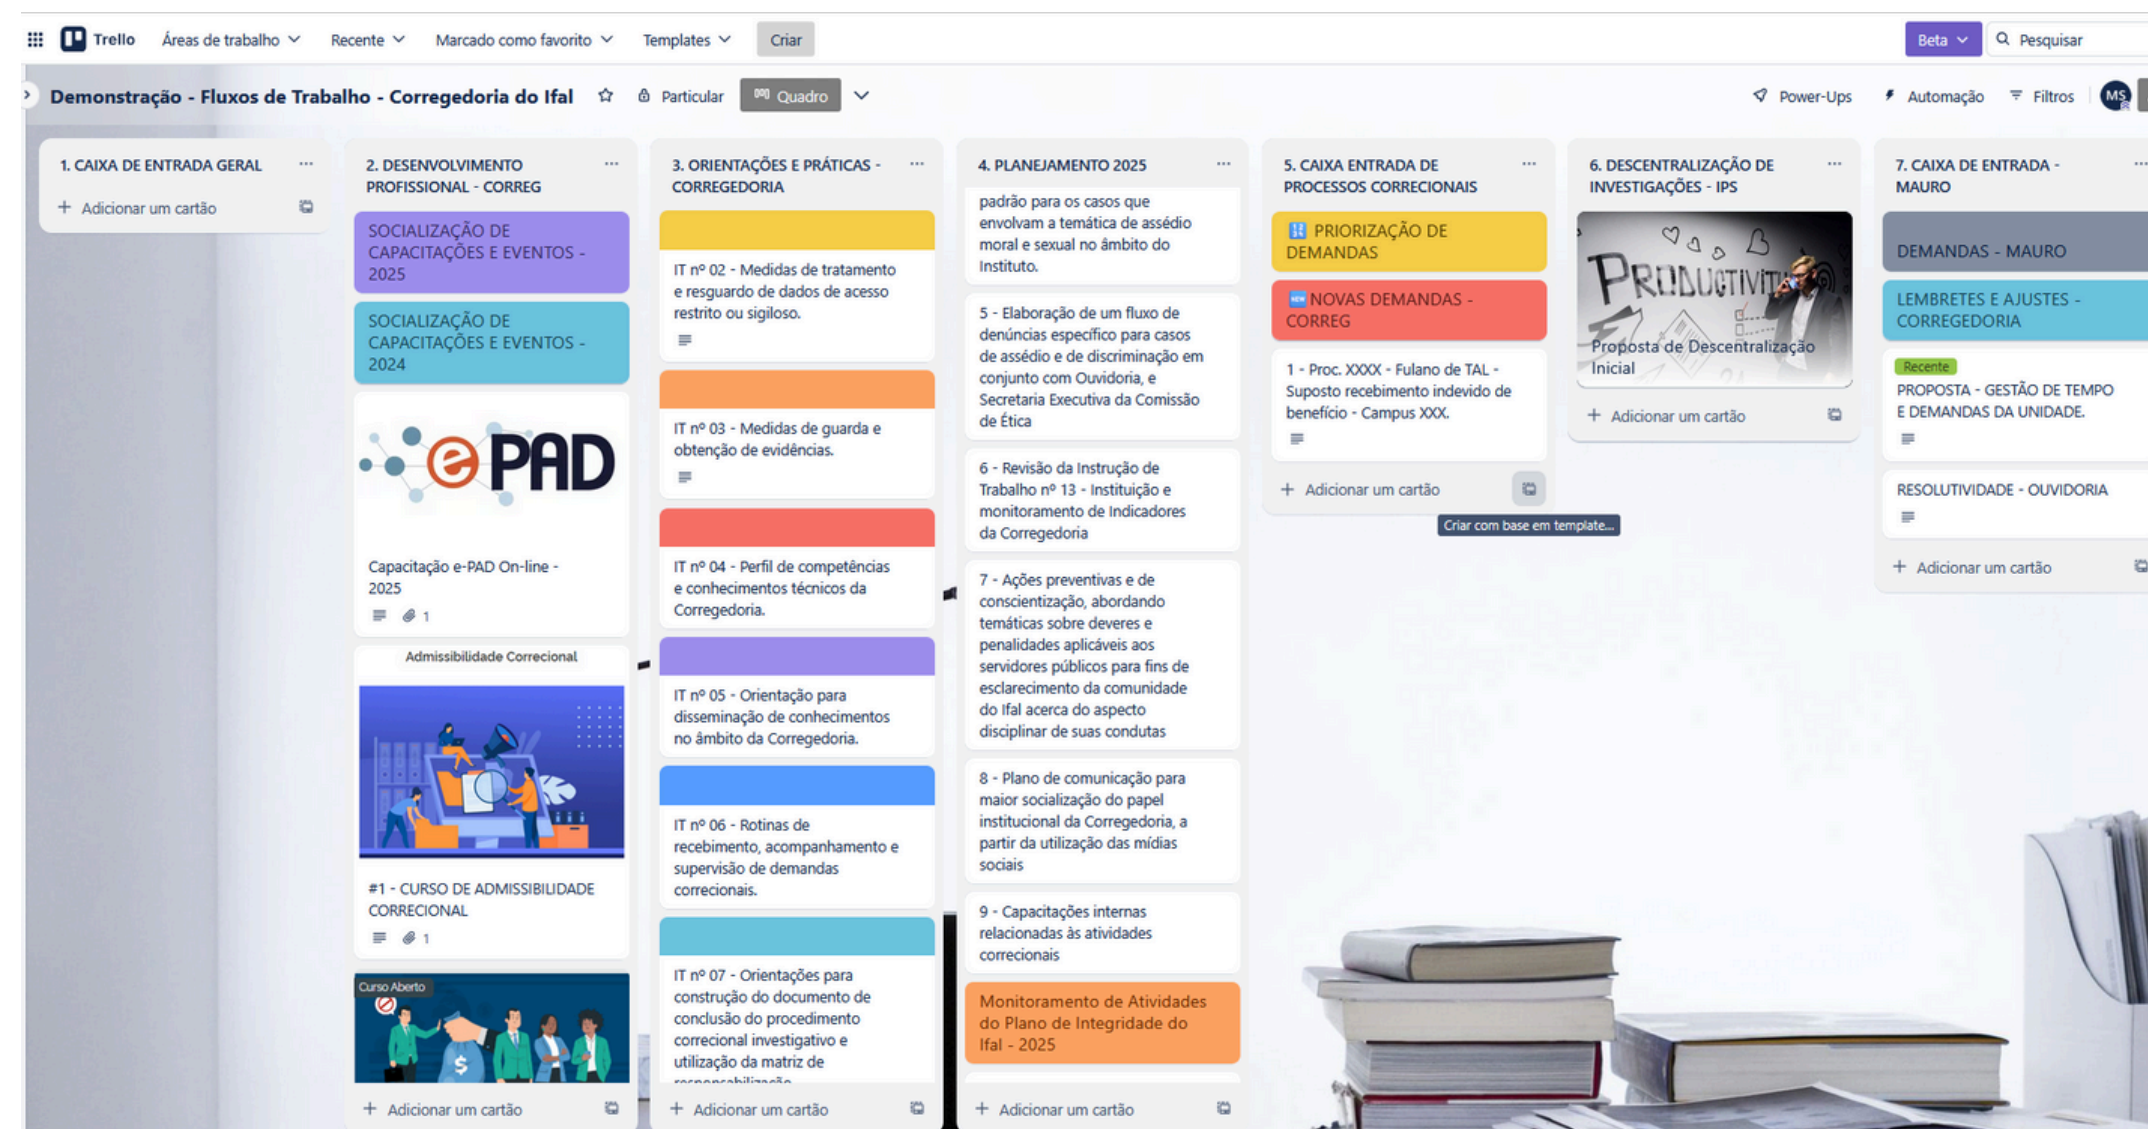 Trello
Áreas de trabalho
Recente
Marcado como favorito
Templates
Criar
Beta
Pesquisar
Demonstração - Fluxos de Trabalho - Corregedoria do Ifal
Particular
Quadro
Power-Ups
Automação
Filtros
MS
1. CAIXA DE ENTRADA GERAL
+ Adicionar um cartão
2. DESENVOLVIMENTO
PROFISSIONAL - CORREG
SOCIALIZAÇÃO DE
CAPACITAÇÕES E EVENTOS -
2025
SOCIALIZAÇÃO DE
CAPACITAÇÕES E EVENTOS -
2024
ePAD
Capacitação e-PAD On-line -
2025
1
Admissibilidade Correcional
#1 - CURSO DE ADMISSIBILIDADE
CORRECIONAL
1
Curso Aberto
$
+ Adicionar um cartão
3. ORIENTAÇÕES E PRÁTICAS -
CORREGEDORIA
IT nº 02 - Medidas de tratamento
e resguardo de dados de acesso
restrito ou sigiloso.
IT nº 03 - Medidas de guarda e
obtenção de evidências.
IT nº 04 - Perfil de competências
e conhecimentos técnicos da
Corregedoria.
IT nº 05 - Orientação para
disseminação de conhecimentos
no âmbito da Corregedoria.
IT nº 06 - Rotinas de
recebimento, acompanhamento e
supervisão de demandas
correcionais.
IT nº 07 - Orientações para
construção do documento de
conclusão do procedimento
correcional investigativo e
utilização da matriz de
responsabilização
+ Adicionar um cartão
4. PLANEJAMENTO 2025
padrão para os casos que
envolvam a temática de assédio
moral e sexual no âmbito do
Instituto.
5 - Elaboração de um fluxo de
denúncias específico para casos
de assédio e de discriminação em
conjunto com Ouvidoria, e
Secretaria Executiva da Comissão
de Ética
6 - Revisão da Instrução de
Trabalho nº 13 - Instituição e
monitoramento de Indicadores
da Corregedoria
7 - Ações preventivas e de
conscientização, abordando
temáticas sobre deveres e
penalidades aplicáveis aos
servidores públicos para fins de
esclarecimento da comunidade
do Ifal acerca do aspecto
disciplinar de suas condutas
8 - Plano de comunicação para
maior socialização do papel
institucional da Corregedoria, a
partir da utilização das mídias
sociais
9 - Capacitações internas
relacionadas às atividades
correcionais
Monitoramento de Atividades
do Plano de Integridade do
Ifal - 2025
+ Adicionar um cartão
5. CAIXA ENTRADA DE
PROCESSOS CORRECIONAIS
🔢 PRIORIZAÇÃO DE
DEMANDAS
🆕NOVAS DEMANDAS -
CORREG
1 - Proc. XXXX - Fulano de TAL -
Suposto recebimento indevido de
benefício - Campus XXX.
+ Adicionar um cartão
Criar com base em template...
6. DESCENTRALIZAÇÃO DE
INVESTIGAÇÕES - IPS
Proposta de Descentralização
Inicial
+ Adicionar um cartão
7. CAIXA DE ENTRADA -
MAURO
DEMANDAS - MAURO
LEMBRETES E AJUSTES -
CORREGEDORIA
Recente
PROPOSTA - GESTÃO DE TEMPO
E DEMANDAS DA UNIDADE.
RESOLUTIVIDADE - OUVIDORIA
+ Adicionar um cartão